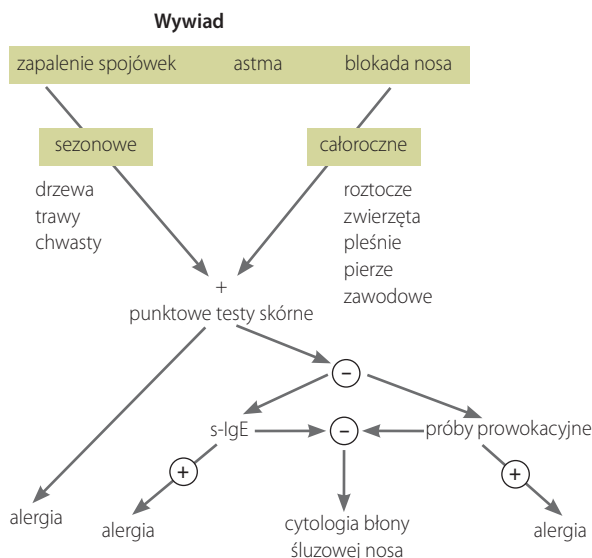 Wywiad
zapalenie spojówek astma blokada nosa
sezonowe całoroczne
drzewa
trawy
chwasty
roztocze
zwierzęta
pleśnie
pierze
zawodowe
+
punktowe testy skórne
–
s-IgE – próby prowokacyjne
+ +
alergia alergia cytologia błony alergia
śluzowej nosa